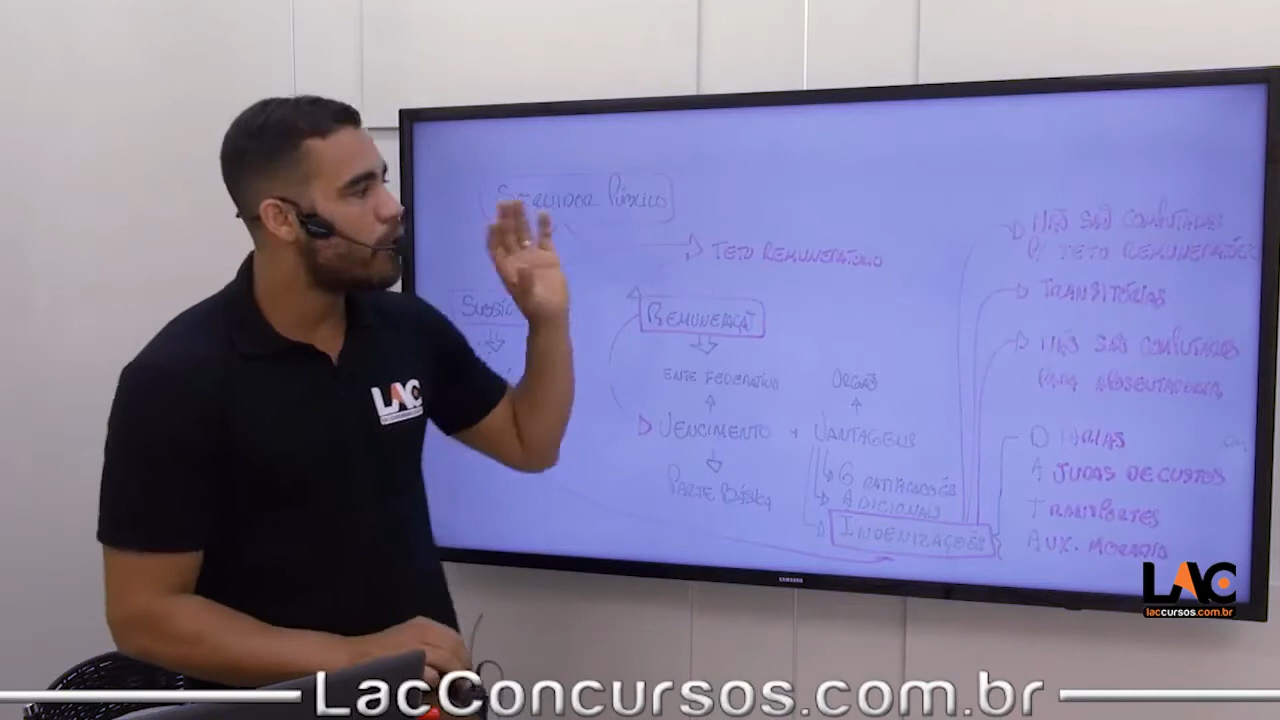 SERVIDOR PÚBLICO
TETO REMUNERATÓRIO
NÃO SÃO COMPUTADAS
P/ TETO REMUNERATÓRIO
TRANSITÓRIAS
SUBSÍ
REMUNERAÇÃO
NÃO SÃO COMPUTADAS
PARA APOSENTADORIA
ENTE FEDERATIVO
ÓRGÃO
VENCIMENTO + VANTAGENS
DIÁRIAS
PARTE BÁSICA
GRATIFICAÇÕES
AJUDAS DE CUSTOS
ADICIONAIS
TRANSPORTES
INDENIZAÇÕES
AUX. MORADIA
SAMSUNG
LAC
LAC
laccursos.com.br
LacConcursos.com.br